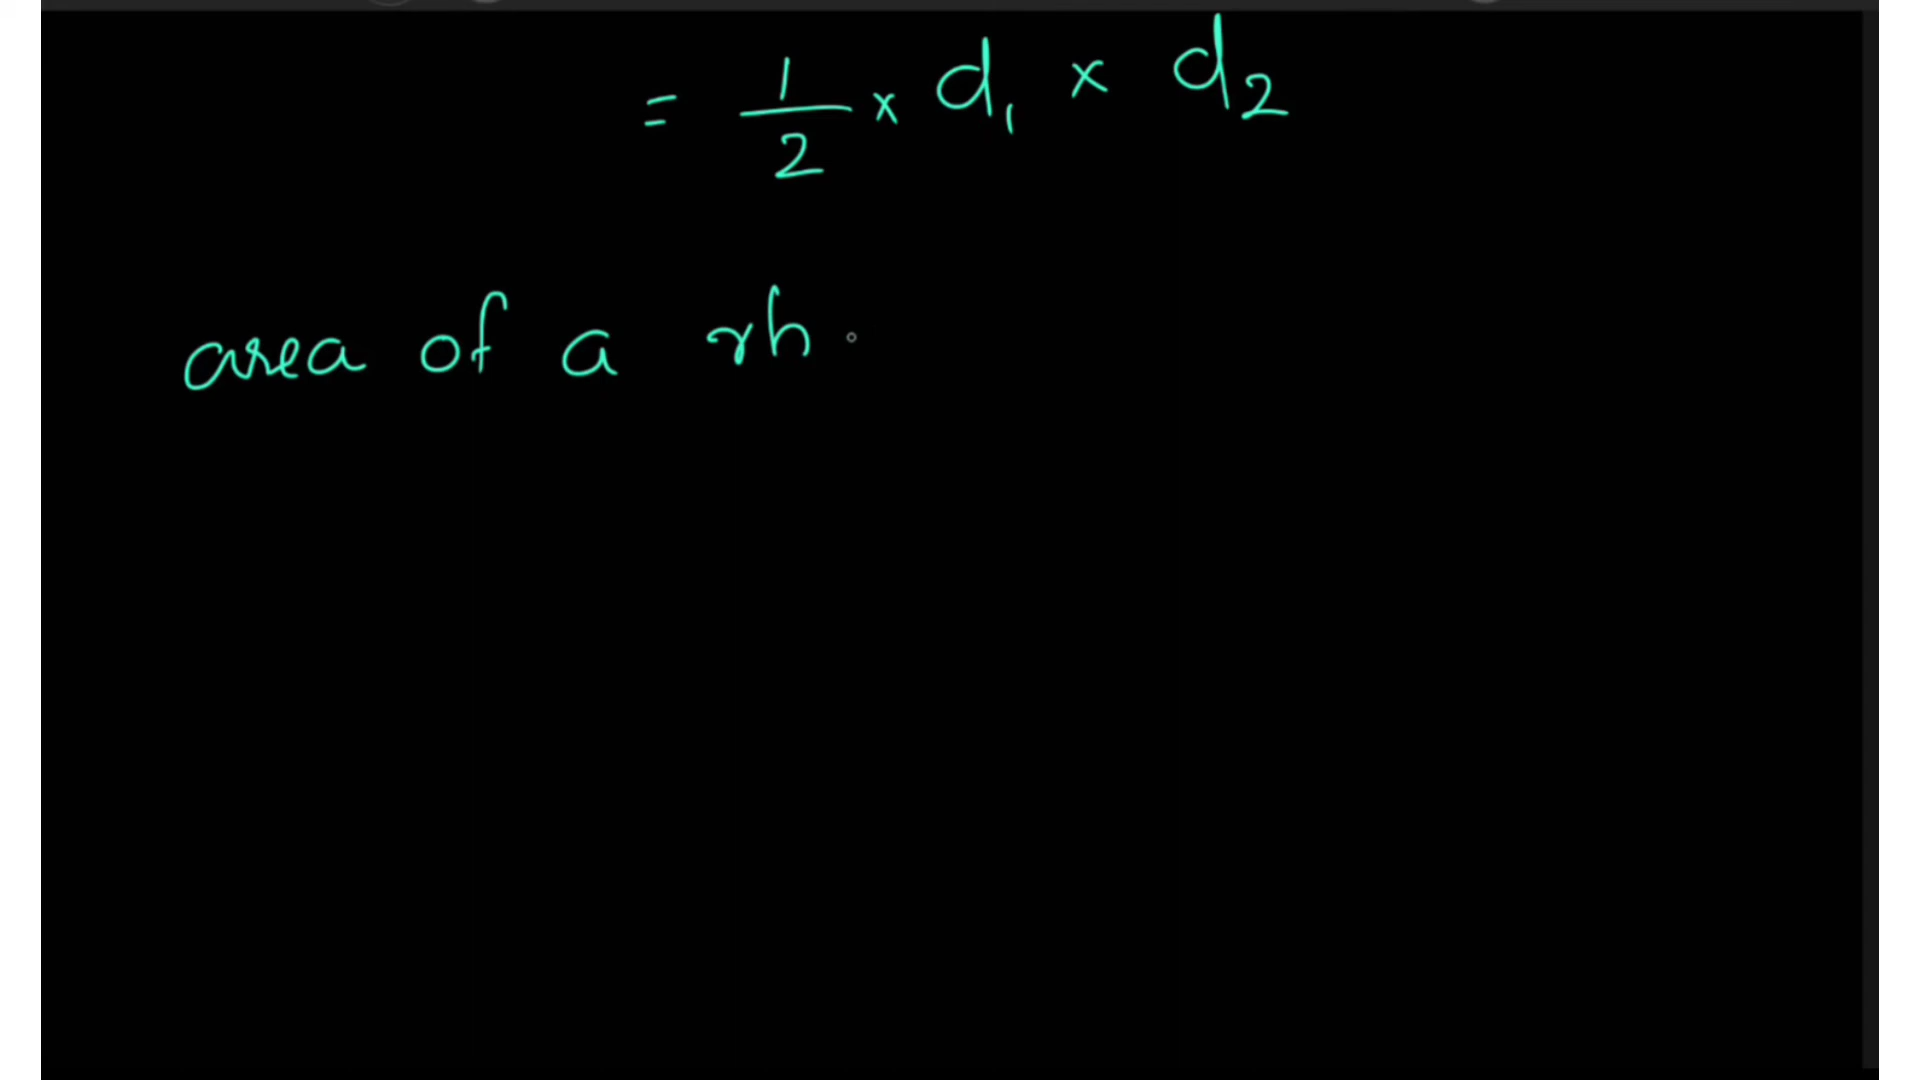 = 1/2 × d₁ × d₂
area of a rh